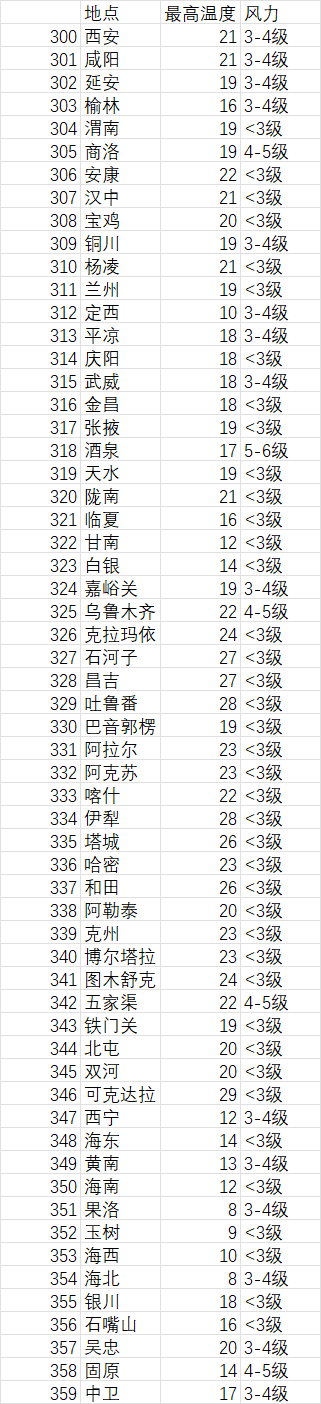 地点 最高温度 风力
300 西安 21 3-4级
301 咸阳 21 3-4级
302 延安 19 3-4级
303 榆林 16 3-4级
304 渭南 19 <3级
305 商洛 19 4-5级
306 安康 22 <3级
307 汉中 21 <3级
308 宝鸡 20 <3级
309 铜川 19 3-4级
310 杨凌 21 <3级
311 兰州 19 <3级
312 定西 10 3-4级
313 平凉 18 3-4级
314 庆阳 18 <3级
315 武威 18 3-4级
316 金昌 18 <3级
317 张掖 19 <3级
318 酒泉 17 5-6级
319 天水 19 <3级
320 陇南 21 <3级
321 临夏 16 <3级
322 甘南 12 <3级
323 白银 14 <3级
324 嘉峪关 19 3-4级
325 乌鲁木齐 22 4-5级
326 克拉玛依 24 <3级
327 石河子 27 <3级
328 昌吉 27 <3级
329 吐鲁番 28 <3级
330 巴音郭楞 19 <3级
331 阿拉尔 23 <3级
332 阿克苏 23 <3级
333 喀什 22 <3级
334 伊犁 28 <3级
335 塔城 26 <3级
336 哈密 23 <3级
337 和田 26 <3级
338 阿勒泰 20 <3级
339 克州 23 <3级
340 博尔塔拉 23 <3级
341 图木舒克 24 <3级
342 五家渠 22 4-5级
343 铁门关 19 <3级
344 北屯 20 <3级
345 双河 20 <3级
346 可克达拉 29 <3级
347 西宁 12 3-4级
348 海东 14 <3级
349 黄南 13 3-4级
350 海南 12 <3级
351 果洛 8 3-4级
352 玉树 9 <3级
353 海西 10 <3级
354 海北 8 3-4级
355 银川 18 <3级
356 石嘴山 16 <3级
357 吴忠 20 3-4级
358 固原 14 4-5级
359 中卫 17 3-4级